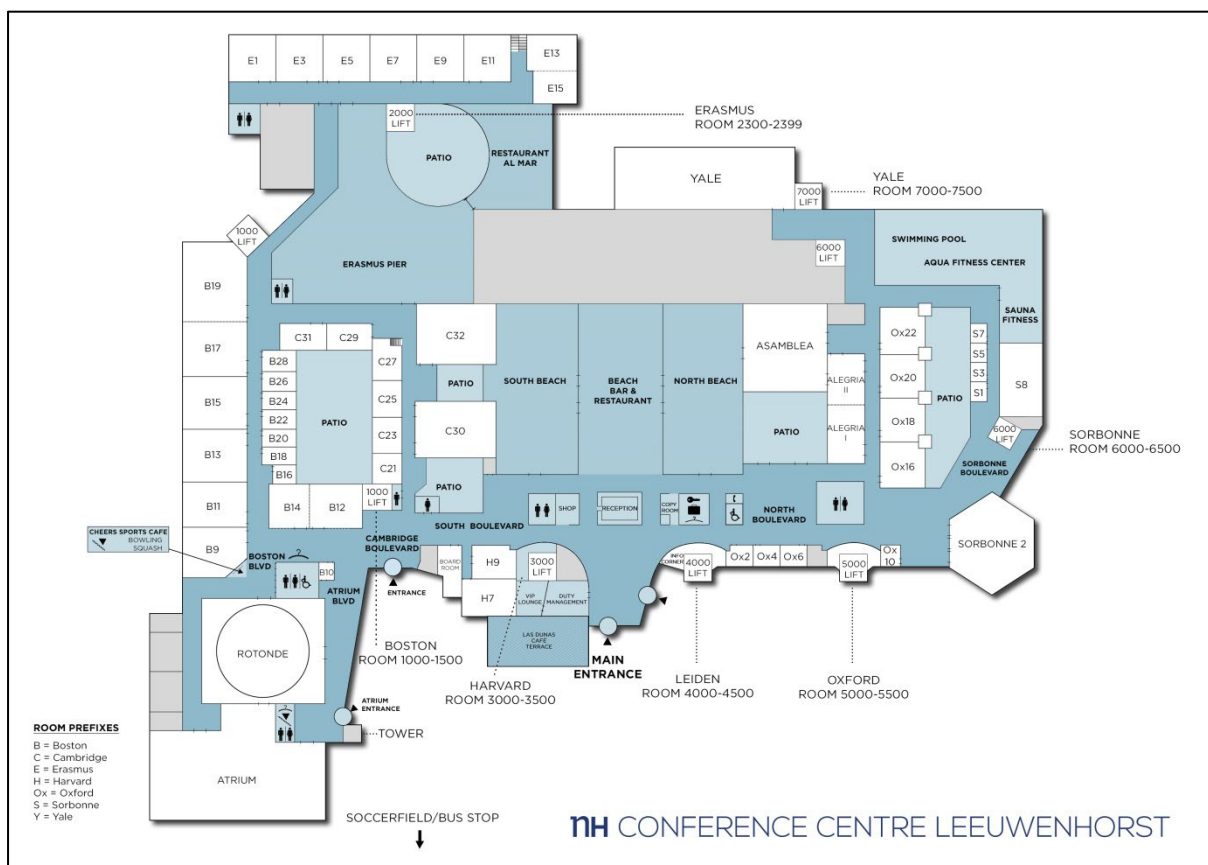 E1
E3
E5
E7
E9
E11
E13
E15
2000
LIFT
ERASMUS
ROOM 2300-2399
PATIO
RESTAURANT
AL MAR
YALE
YALE
ROOM 7000-7500
7000
LIFT
1000
LIFT
6000
LIFT
SWIMMING POOL
AQUA FITNESS CENTER
ERASMUS PIER
SAUNA
FITNESS
B19
B17
B15
B13
B11
B9
C31
C29
C27
C25
C23
C21
B28
B26
B24
B22
B20
B18
B16
B14
B12
PATIO
1000
LIFT
C32
PATIO
C30
PATIO
SOUTH BEACH
BEACH
BAR &
RESTAURANT
NORTH BEACH
ASAMBLEA
PATIO
ALEGRIA
II
ALEGRIA
I
Ox22
Ox20
Ox18
Ox16
PATIO
S7
S5
S3
S1
S8
6000
LIFT
SORBONNE
ROOM 6000-6500
SORBONNE
BOULEVARD
SHOP
RECEPTION
COPY
ROOM
SOUTH BOULEVARD
NORTH
BOULEVARD
CHEERS SPORTS CAFE
BOWLING
SQUASH
BOSTON
BLVD
B10
ATRIUM
BLVD
CAMBRIDGE
BOULEVARD
ENTRANCE
BOARD
ROOM
H9
H7
3000
LIFT
VIP
LOUNGE
DUTY
MANAGEMENT
LAS DUNAS
CAFÉ
TERRACE
INFO
CORNER
4000
LIFT
Ox2
Ox4
Ox6
5000
LIFT
Ox
10
SORBONNE 2
ROTONDE
BOSTON
ROOM 1000-1500
HARVARD
ROOM 3000-3500
MAIN
ENTRANCE
LEIDEN
ROOM 4000-4500
OXFORD
ROOM 5000-5500
ATRIUM
ENTRANCE
TOWER
ATRIUM
ROOM PREFIXES
B = Boston
C = Cambridge
E = Erasmus
H = Harvard
Ox = Oxford
S = Sorbonne
Y = Yale
SOCCERFIELD/BUS STOP
nH CONFERENCE CENTRE LEEUWENHORST